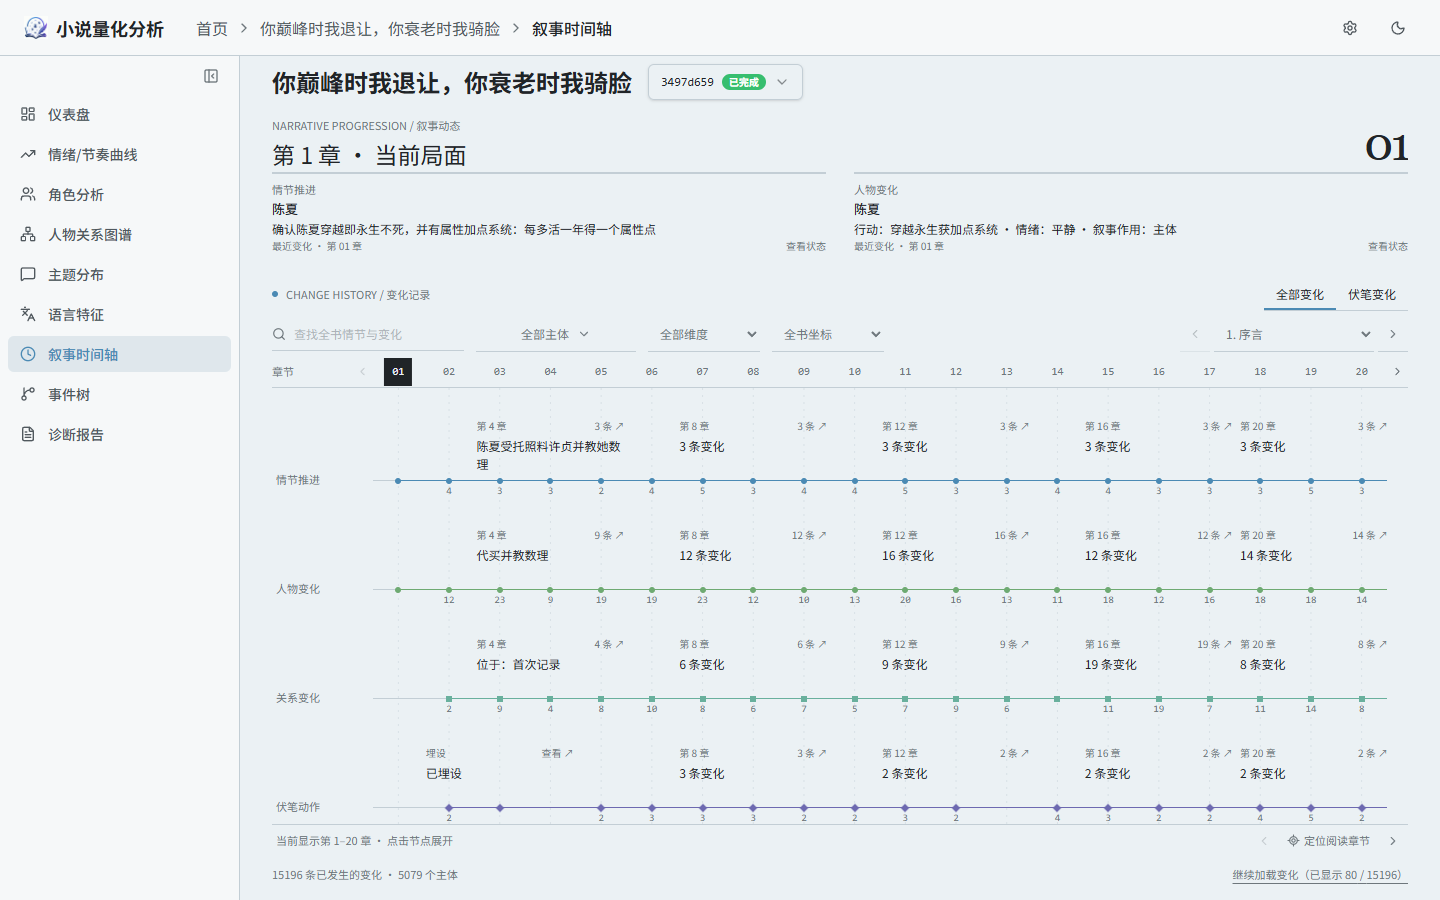 小说量化分析
首页 > 你巅峰时我退让，你衰老时我骑脸 > 叙事时间轴
仪表盘
情绪/节奏曲线
角色分析
人物关系图谱
主题分布
语言特征
叙事时间轴
事件树
诊断报告
你巅峰时我退让，你衰老时我骑脸
3497d659 已完成
NARRATIVE PROGRESSION / 叙事动态
第 1 章 · 当前局面
01
情节推进
陈夏
确认陈夏穿越即永生不死，并有属性加点系统：每多活一年得一个属性点
最近变化 · 第 01 章 查看状态
人物变化
陈夏
行动：穿越永生获加点系统 · 情绪：平静 · 叙事作用：主体
最近变化 · 第 01 章 查看状态
CHANGE HISTORY / 变化记录
全部变化 伏笔变化
查找全书情节与变化 全部主体 全部维度 全书坐标 1. 序言
章节 01 02 03 04 05 06 07 08 09 10 11 12 13 14 15 16 17 18 19 20
第 4 章 3 条 ↗ 第 8 章 3 条 ↗ 第 12 章 3 条 ↗ 第 16 章 3 条 ↗ 第 20 章 3 条 ↗
陈夏受托照料许贞并教她数理 3 条变化 3 条变化 3 条变化 3 条变化
情节推进
4 3 3 2 4 5 3 4 4 5 3 3 4 4 3 3 3 5 3
第 4 章 9 条 ↗ 第 8 章 12 条 ↗ 第 12 章 16 条 ↗ 第 16 章 12 条 ↗ 第 20 章 14 条 ↗
代买并教数理 12 条变化 16 条变化 12 条变化 14 条变化
人物变化
12 23 9 19 19 23 12 10 13 20 16 13 11 18 12 16 18 18 14
第 4 章 4 条 ↗ 第 8 章 6 条 ↗ 第 12 章 9 条 ↗ 第 16 章 19 条 ↗ 第 20 章 8 条 ↗
位于：首次记录 6 条变化 9 条变化 19 条变化 8 条变化
关系变化
2 9 4 8 10 8 6 7 5 7 9 6 11 19 7 11 14 8
埋设 查看 ↗ 第 8 章 3 条 ↗ 第 12 章 2 条 ↗ 第 16 章 2 条 ↗ 第 20 章 2 条 ↗
已埋设 3 条变化 2 条变化 2 条变化 2 条变化
伏笔动作
2 2 3 3 3 2 2 3 2 4 3 2 2 4 5 2
当前显示第 1–20 章 · 点击节点展开
定位阅读章节
15196 条已发生的变化 · 5079 个主体
继续加载变化（已显示 80 / 15196）